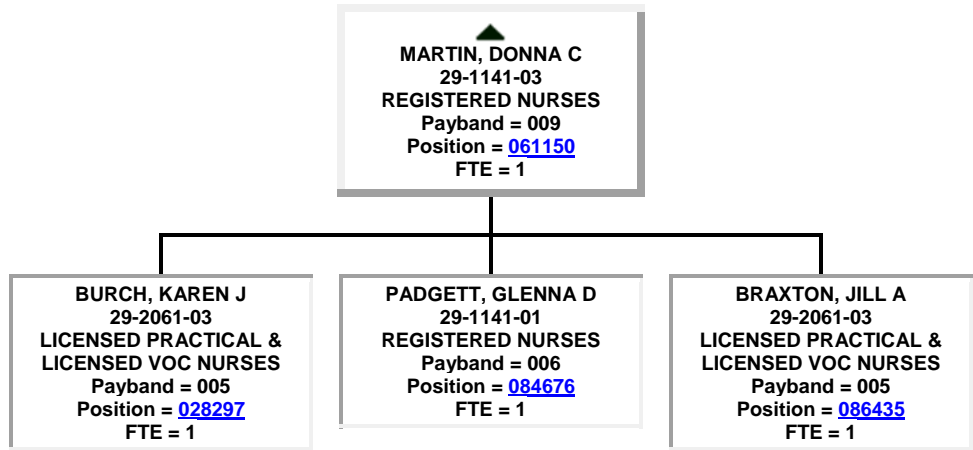 MARTIN, DONNA C
29-1141-03
REGISTERED NURSES
Payband = 009
Position = 061150
FTE = 1
BURCH, KAREN J
29-2061-03
LICENSED PRACTICAL &
LICENSED VOC NURSES
Payband = 005
Position = 028297
FTE = 1
PADGETT, GLENNA D
29-1141-01
REGISTERED NURSES
Payband = 006
Position = 084676
FTE = 1
BRAXTON, JILL A
29-2061-03
LICENSED PRACTICAL &
LICENSED VOC NURSES
Payband = 005
Position = 086435
FTE = 1